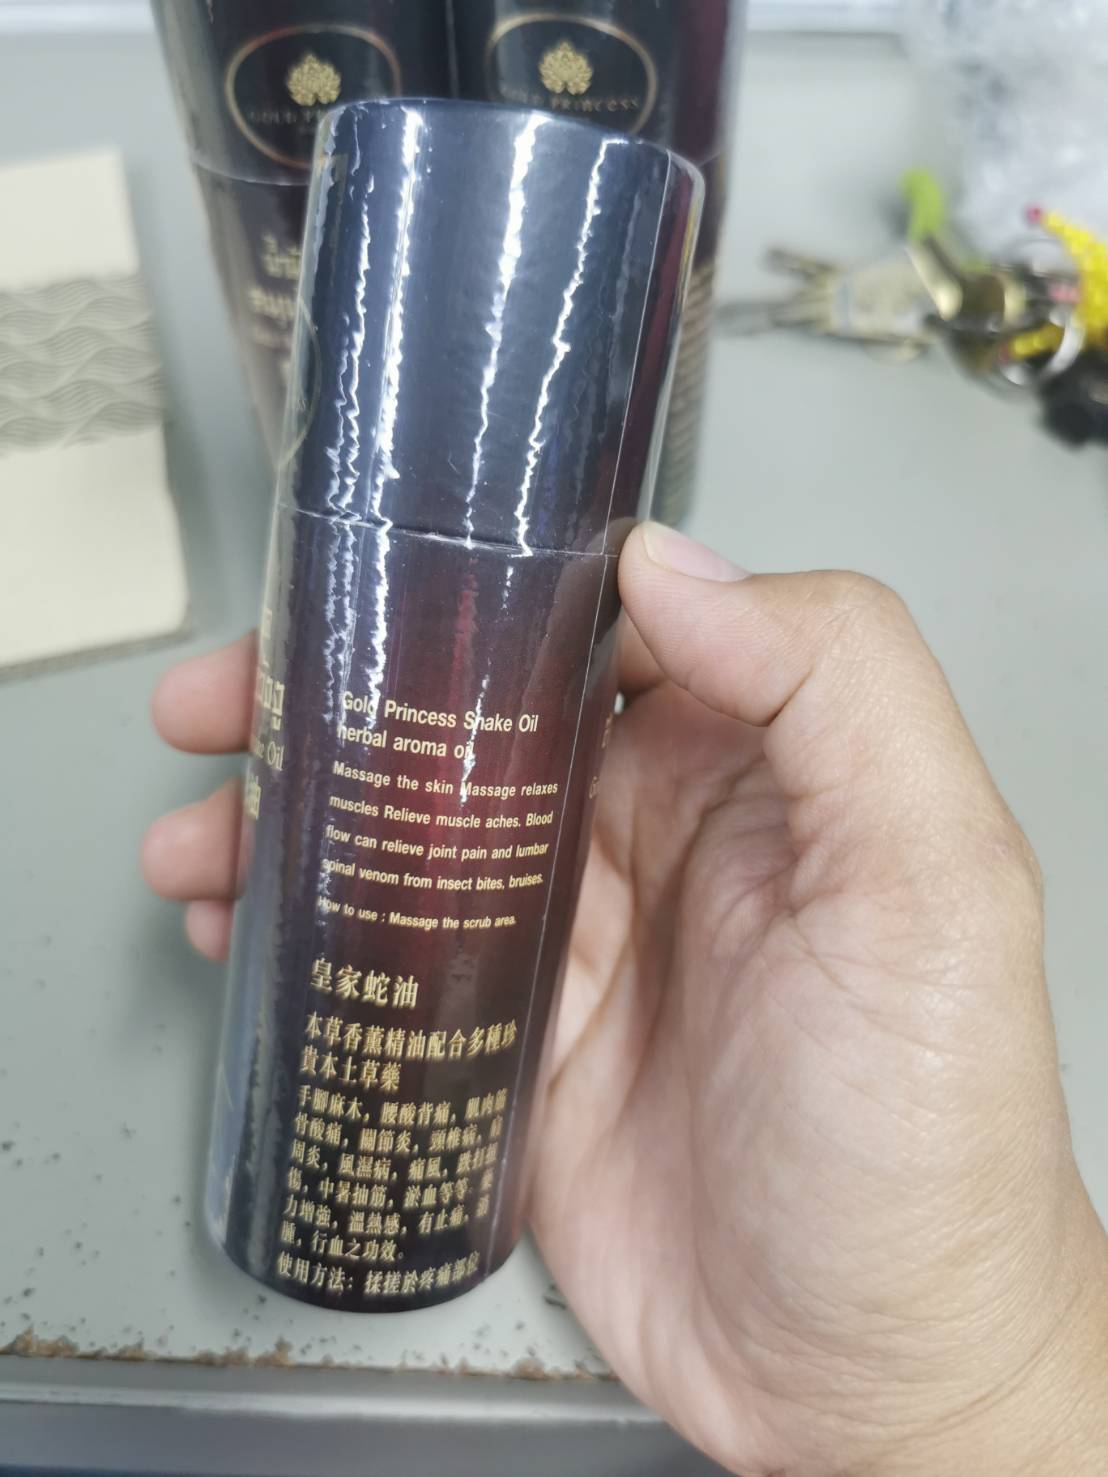 GOLD PRINCESS
Gold Princess Snake Oil
herbal aroma oil
Massage the skin Massage relaxes
muscles Relieve muscle aches. Blood
flow can relieve joint pain and lumbar
spinal venom from insect bites, bruises.
How to use : Massage the scrub area.
皇家蛇油
本草香薰精油配合多種珍
貴本土草藥
手腳麻木，腰酸背痛，肌肉筋
骨酸痛，關節炎，頸椎病，肩
周炎，風濕病，痛風，跌打損
傷，中暑抽筋，淤血等等。藥
力增強，溫熱感，有止痛，消
腫，行血之功效。
使用方法：揉搓於疼痛部位
Oil
油